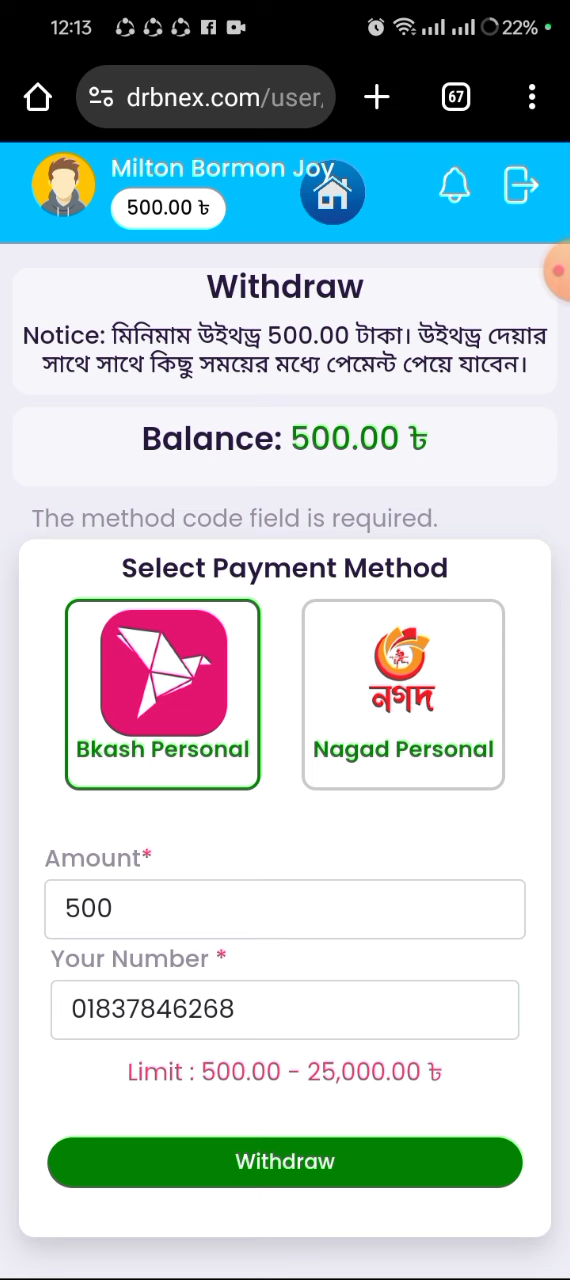 12:13
22%
drbnex.com/user,
67
Milton Bormon Joy
500.00 ৳
Withdraw
Notice: মিনিমাম উইথড্র 500.00 টাকা। উইথড্র দেয়ার
সাথে সাথে কিছু সময়ের মধ্যে পেমেন্ট পেয়ে যাবেন।
Balance: 500.00 ৳
The method code field is required.
Select Payment Method
নগদ
Bkash Personal
Nagad Personal
Amount*
500
Your Number *
01837846268
Limit : 500.00 - 25,000.00 ৳
Withdraw